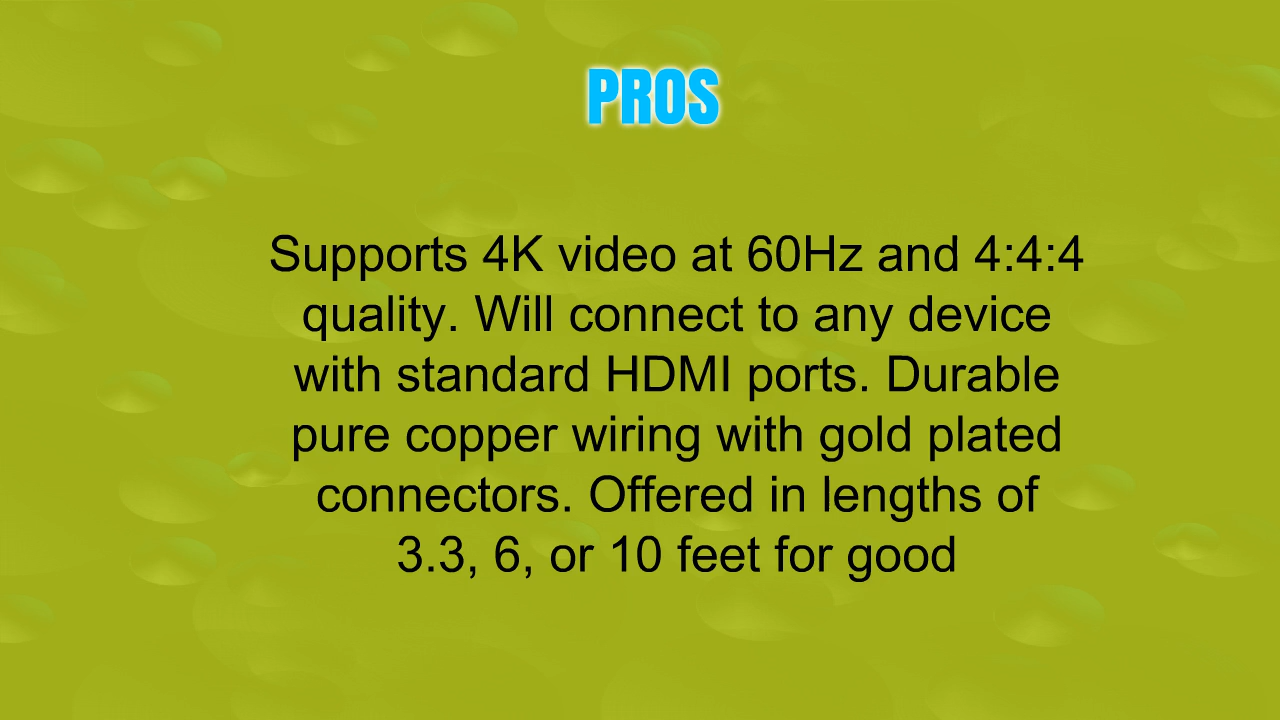 PROS
Supports 4K video at 60Hz and 4:4:4
quality. Will connect to any device
with standard HDMI ports. Durable
pure copper wiring with gold plated
connectors. Offered in lengths of
3.3, 6, or 10 feet for good